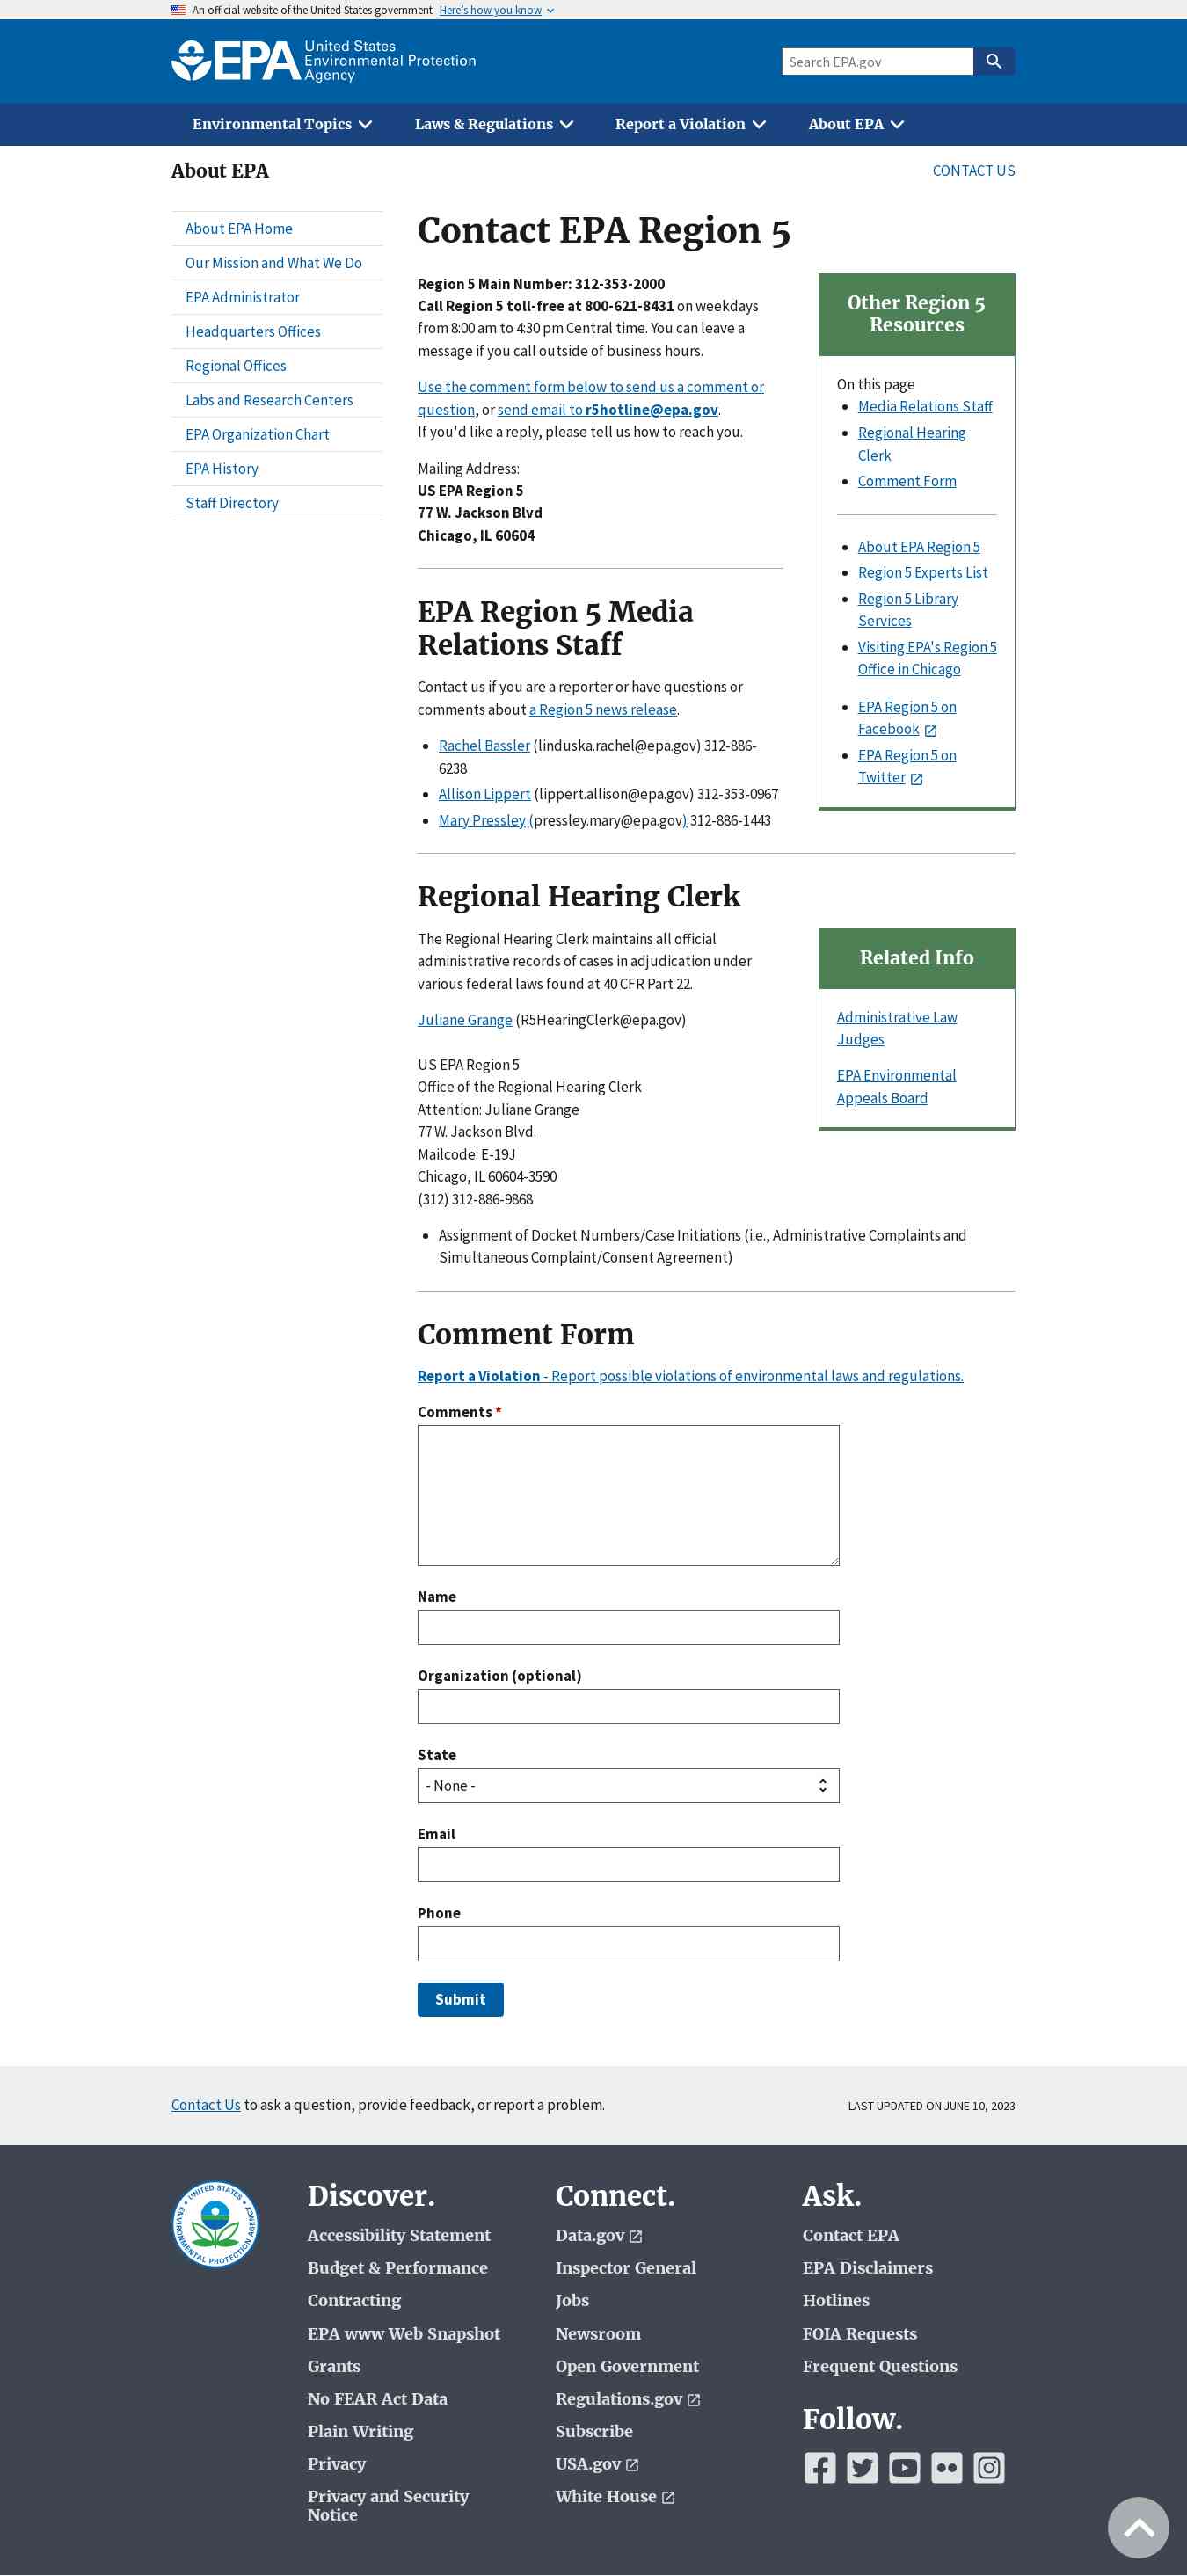 An official website of the United States government Here's how you know
EPA United States
Environmental Protection
Agency
Search EPA.gov
Environmental Topics
Laws & Regulations
Report a Violation
About EPA
About EPA
CONTACT US
About EPA Home
Our Mission and What We Do
EPA Administrator
Headquarters Offices
Regional Offices
Labs and Research Centers
EPA Organization Chart
EPA History
Staff Directory
Contact EPA Region 5
Region 5 Main Number: 312-353-2000
Call Region 5 toll-free at 800-621-8431 on weekdays
from 8:00 am to 4:30 pm Central time. You can leave a
message if you call outside of business hours.
Use the comment form below to send us a comment or
question, or send email to r5hotline@epa.gov.
If you'd like a reply, please tell us how to reach you.
Mailing Address:
US EPA Region 5
77 W. Jackson Blvd
Chicago, IL 60604
Other Region 5
Resources
On this page
Media Relations Staff
Regional Hearing
Clerk
Comment Form
About EPA Region 5
Region 5 Experts List
Region 5 Library
Services
Visiting EPA's Region 5
Office in Chicago
EPA Region 5 on
Facebook
EPA Region 5 on
Twitter
EPA Region 5 Media
Relations Staff
Contact us if you are a reporter or have questions or
comments about a Region 5 news release.
Rachel Bassler (linduska.rachel@epa.gov) 312-886-
6238
Allison Lippert (lippert.allison@epa.gov) 312-353-0967
Mary Pressley (pressley.mary@epa.gov) 312-886-1443
Regional Hearing Clerk
The Regional Hearing Clerk maintains all official
administrative records of cases in adjudication under
various federal laws found at 40 CFR Part 22.
Juliane Grange (R5HearingClerk@epa.gov)
US EPA Region 5
Office of the Regional Hearing Clerk
Attention: Juliane Grange
77 W. Jackson Blvd.
Mailcode: E-19J
Chicago, IL 60604-3590
(312) 312-886-9868
Related Info
Administrative Law
Judges
EPA Environmental
Appeals Board
Assignment of Docket Numbers/Case Initiations (i.e., Administrative Complaints and
Simultaneous Complaint/Consent Agreement)
Comment Form
Report a Violation - Report possible violations of environmental laws and regulations.
Comments *
Name
Organization (optional)
State
- None -
Email
Phone
Submit
Contact Us to ask a question, provide feedback, or report a problem.
LAST UPDATED ON JUNE 10, 2023
UNITED STATES
ENVIRONMENTAL PROTECTION AGENCY
Discover.
Accessibility Statement
Budget & Performance
Contracting
EPA www Web Snapshot
Grants
No FEAR Act Data
Plain Writing
Privacy
Privacy and Security
Notice
Connect.
Data.gov
Inspector General
Jobs
Newsroom
Open Government
Regulations.gov
Subscribe
USA.gov
White House
Ask.
Contact EPA
EPA Disclaimers
Hotlines
FOIA Requests
Frequent Questions
Follow.